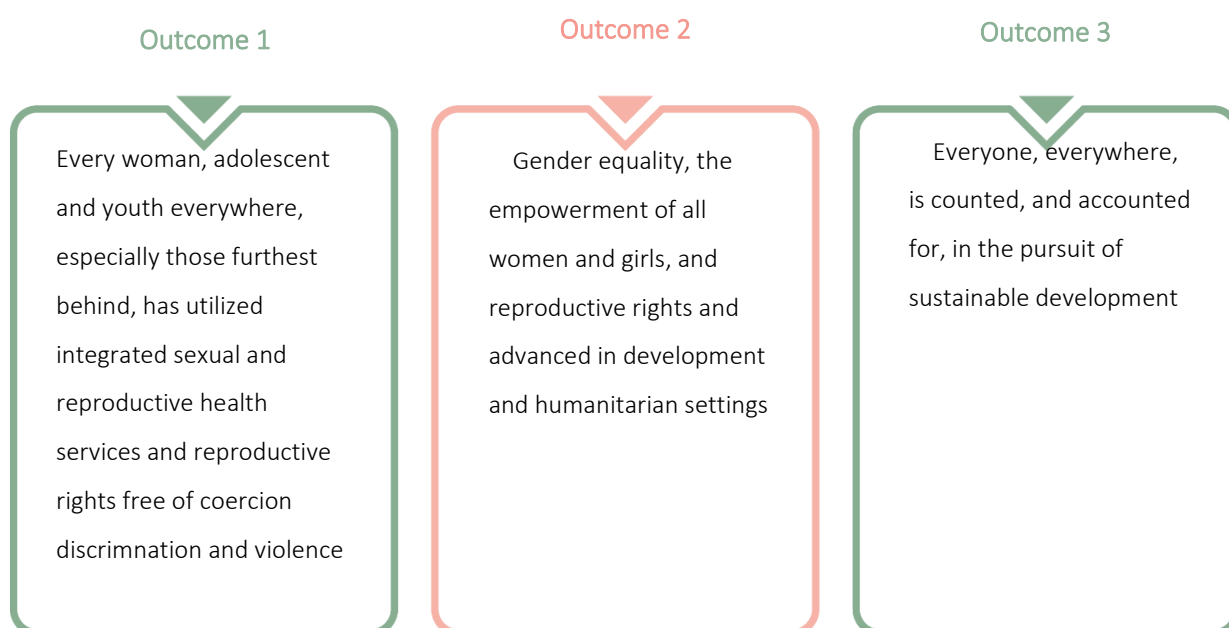 Outcome 1
Every woman, adolescent
and youth everywhere,
especially those furthest
behind, has utilized
integrated sexual and
reproductive health
services and reproductive
rights free of coercion
discrimnation and violence
Outcome 2
Gender equality, the
empowerment of all
women and girls, and
reproductive rights and
advanced in development
and humanitarian settings
Outcome 3
Everyone, everywhere,
is counted, and accounted
for, in the pursuit of
sustainable development